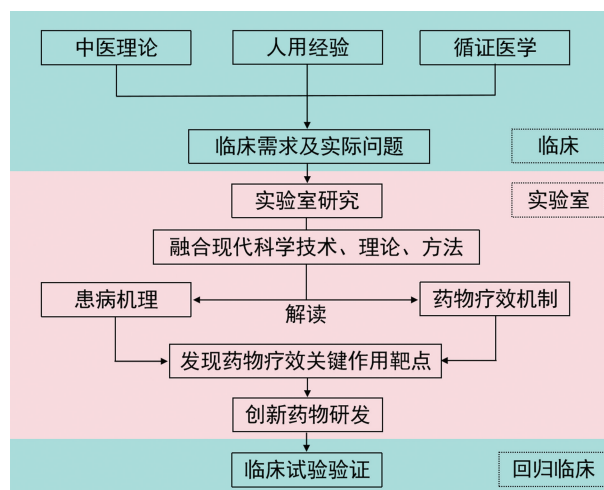 中医理论
人用经验
循证医学
临床需求及实际问题
临床
实验室研究
实验室
融合现代科学技术、理论、方法
患病机理
解读
药物疗效机制
发现药物疗效关键作用靶点
创新药物研发
临床试验验证
回归临床